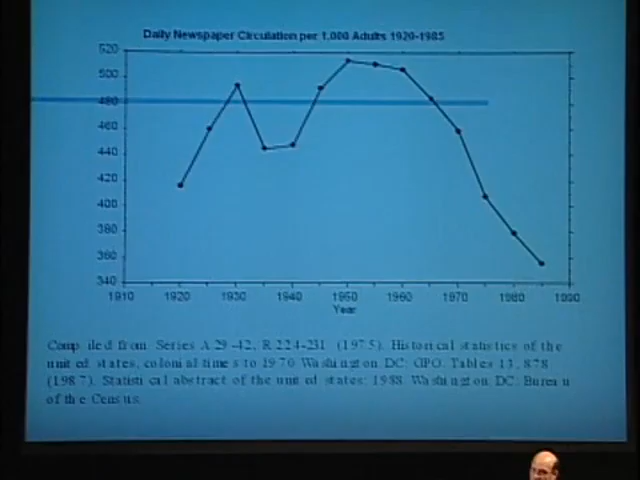 Daily Newspaper Circulation per 1,000 Adults 1920-1985
520
500
480
460
440
420
400
380
360
340
1910 1920 1930 1940 1950 1960 1970 1980 1990
Year
Compiled from: Series A 29-42, R 224-231 (1975). Historical statistics of the
united states, colonial times to 1970 Washington DC: GPO. Tables 13, 878
(1987). Statistical abstract of the united states: 1988. Washington DC: Bureau
of the Census.